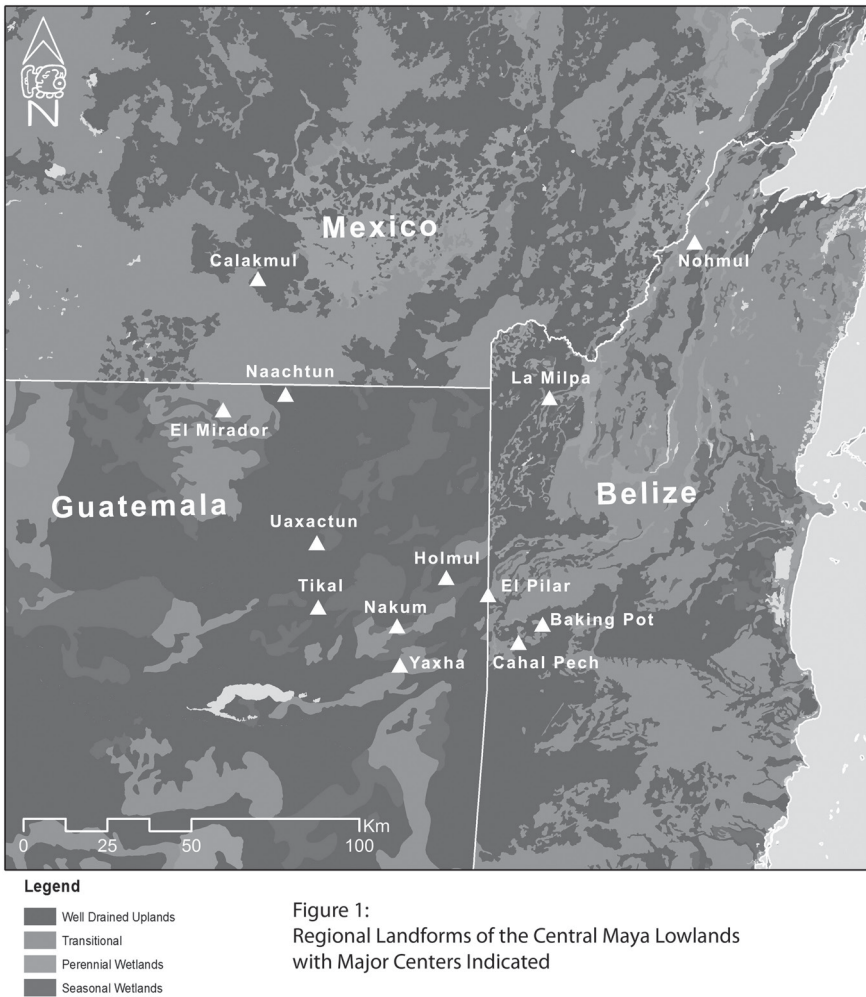 N
Mexico
Calakmul
Nohmul
Naachtun
La Milpa
El Mirador
Guatemala
Belize
Uaxactun
Holmul
Tikal
El Pilar
Nakum
Baking Pot
Yaxha
Cahal Pech
Km
0 25 50 100
Legend
Well Drained Uplands
Transitional
Perennial Wetlands
Seasonal Wetlands
Figure 1:
Regional Landforms of the Central Maya Lowlands
with Major Centers Indicated